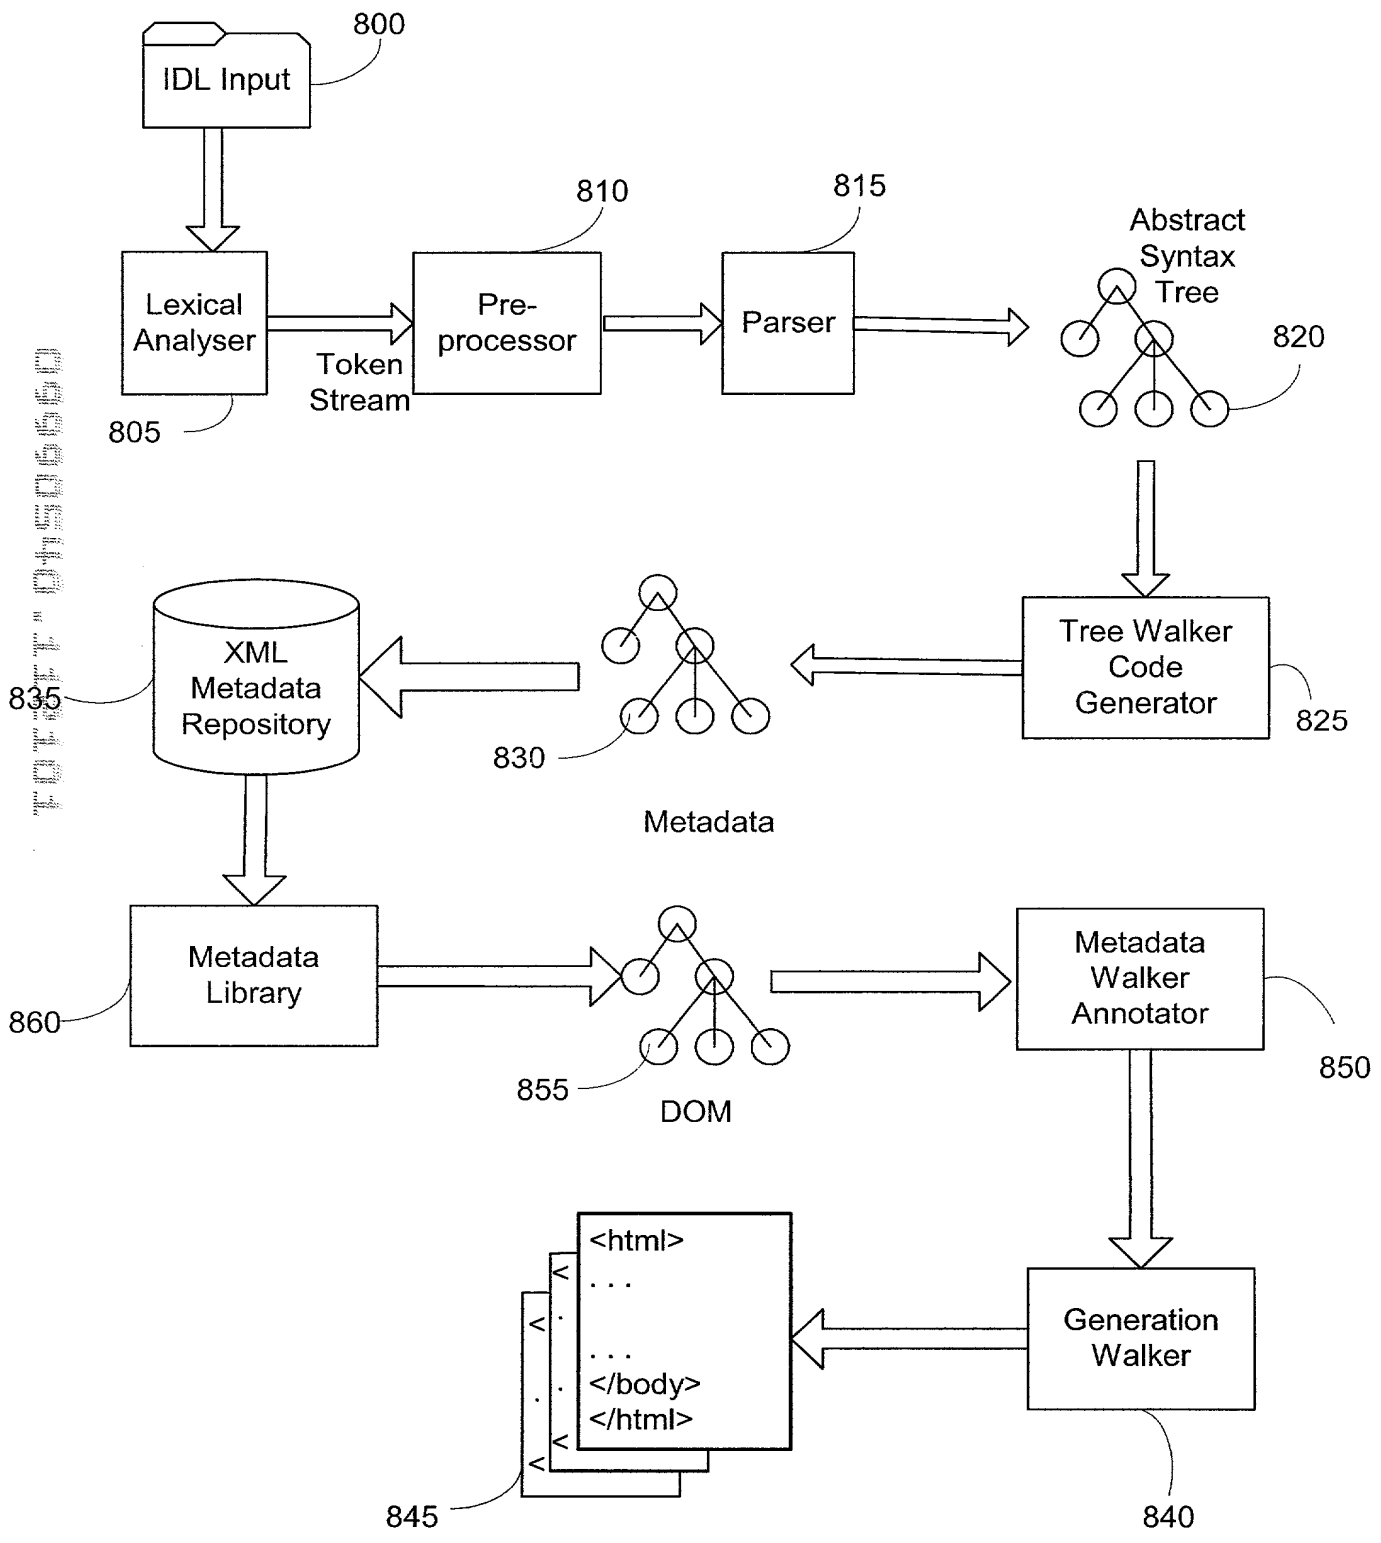 800
IDL Input
810
815
Abstract
Syntax
Tree
Lexical
Analyser
Pre-
processor
Parser
820
Token
Stream
805
XML
Metadata
Repository
Tree Walker
Code
Generator
835
830
825
Metadata
Metadata
Library
Metadata
Walker
Annotator
860
855
850
DOM
<html>
. . .
. . .
</body>
</html>
<
.
.
<
<
.
<
Generation
Walker
845
840